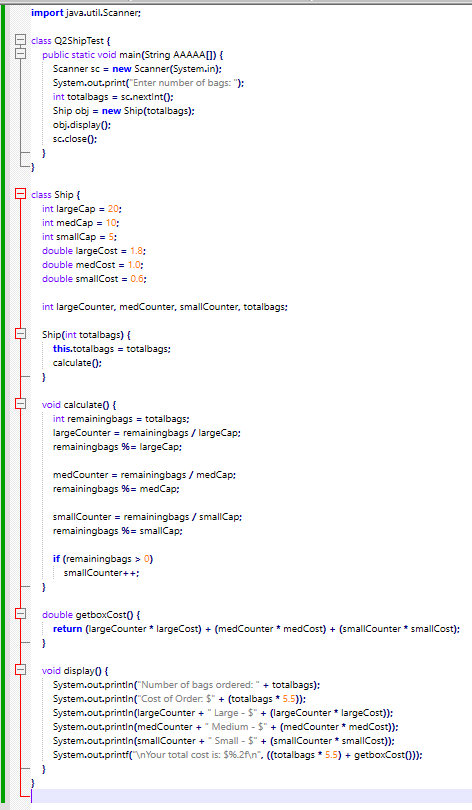 import java.util.Scanner;
class Q2ShipTest {
public static void main(String AAAAA[]) {
Scanner sc = new Scanner(System.in);
System.out.print("Enter number of bags: ");
int totalbags = sc.nextInt();
Ship obj = new Ship(totalbags);
obj.display();
sc.close();
}
}
class Ship {
int largeCap = 20;
int medCap = 10;
int smallCap = 5;
double largeCost = 1.8;
double medCost = 1.0;
double smallCost = 0.6;
int largeCounter, medCounter, smallCounter, totalbags;
Ship(int totalbags) {
this.totalbags = totalbags;
calculate();
}
void calculate() {
int remainingbags = totalbags;
largeCounter = remainingbags / largeCap;
remainingbags %= largeCap;
medCounter = remainingbags / medCap;
remainingbags %= medCap;
smallCounter = remainingbags / smallCap;
remainingbags %= smallCap;
if (remainingbags > 0)
smallCounter++;
}
double getboxCost() {
return (largeCounter * largeCost) + (medCounter * medCost) + (smallCounter * smallCost);
}
void display() {
System.out.println("Number of bags ordered: " + totalbags);
System.out.println("Cost of Order: $" + (totalbags * 5.5));
System.out.println(largeCounter + " Large - $" + (largeCounter * largeCost));
System.out.println(medCounter + " Medium - $" + (medCounter * medCost));
System.out.println(smallCounter + " Small - $" + (smallCounter * smallCost));
System.out.printf("\nYour total cost is: $%.2f\n", ((totalbags * 5.5) + getboxCost()));
}
}